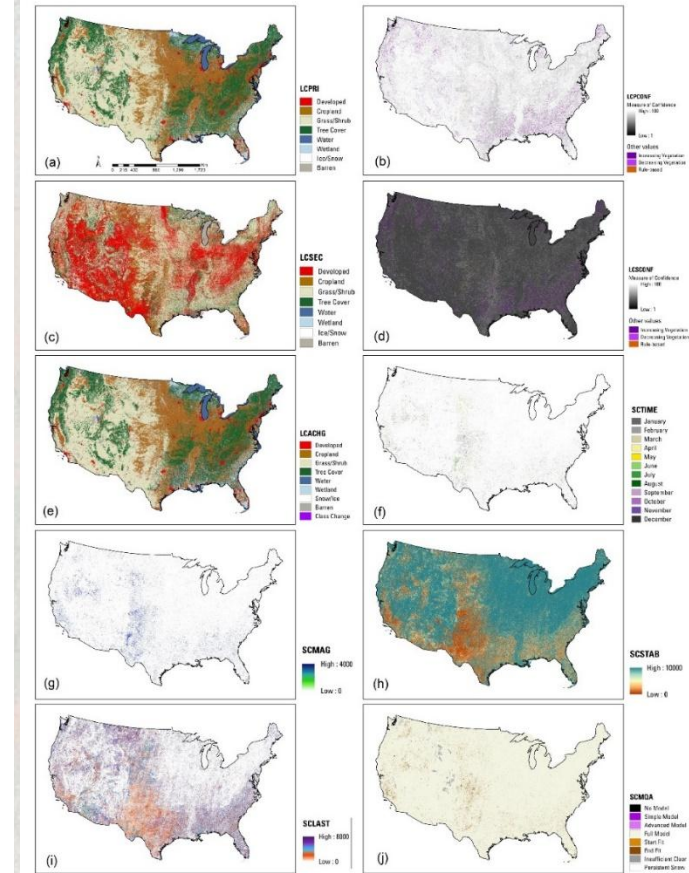 LCPRI
Developed
Cropland
Grass/Shrub
Tree Cover
Water
Wetland
Ice/Snow
Barren
(a)
LCPCONF
Measure of Confidence
High : 100
Low : 1
Other values
Increasing Vegetation
Decreasing Vegetation
Rule-based
(b)
LCSEC
Developed
Cropland
Grass/Shrub
Tree Cover
Water
Wetland
Ice/Snow
Barren
(c)
LCSCONF
Measure of Confidence
High : 100
Low : 1
Other values
Increasing Vegetation
Decreasing Vegetation
Rule-based
(d)
LCACHG
Developed
Cropland
Grass/Shrub
Tree Cover
Water
Wetland
Snow/Ice
Barren
Class Change
(e)
SCTIME
January
February
March
April
May
June
July
August
September
October
November
December
(f)
SCMAG
High : 4000
Low : 0
(g)
SCSTAB
High : 10000
Low : 0
(h)
SCLAST
High : 8000
Low : 0
(i)
SCMQA
No Model
Simple Model
Advanced Model
Full Model
Start Fit
End Fit
Insufficient Clear
Persistent Snow
(j)